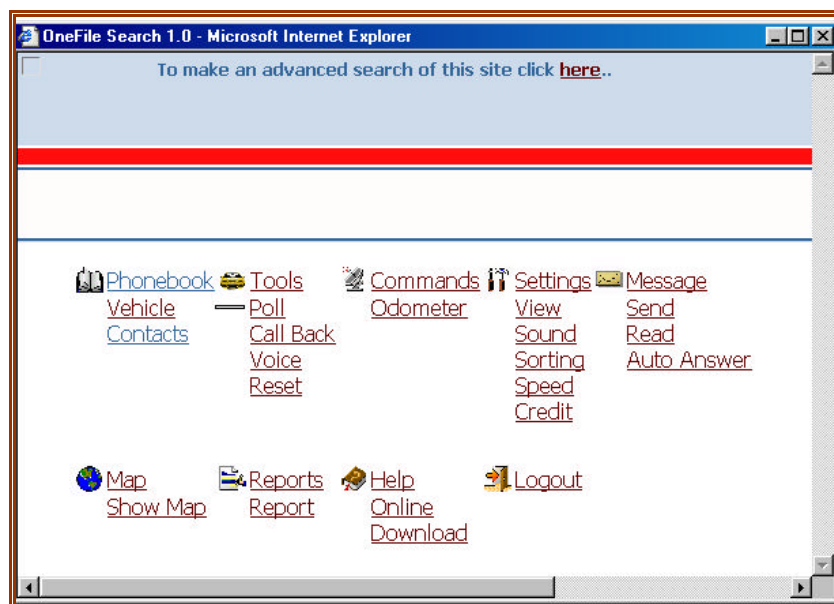 OneFile Search 1.0 - Microsoft Internet Explorer
To make an advanced search of this site click here..
Phonebook Tools Commands Settings Message
Vehicle Poll Odometer View Send
Contacts Call Back Sound Read
Voice Sorting Auto Answer
Reset Speed
Credit
Map Reports Help Logout
Show Map Report Online
Download